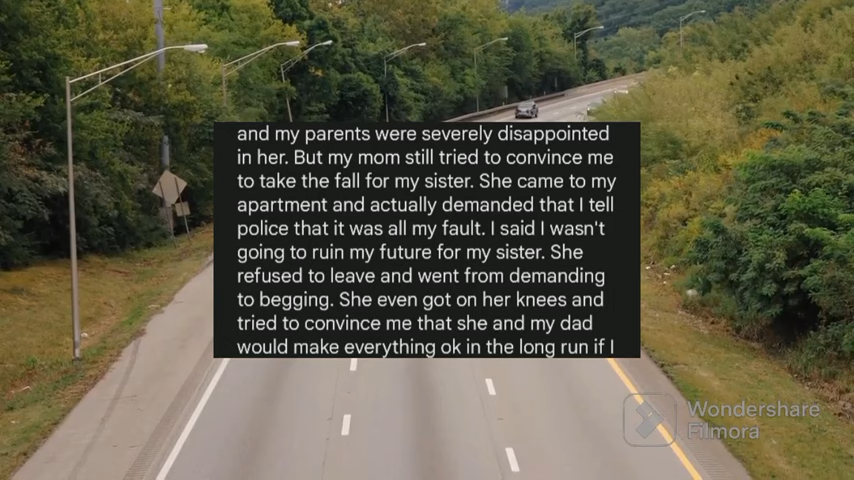 and my parents were severely disappointed
in her. But my mom still tried to convince me
to take the fall for my sister. She came to my
apartment and actually demanded that I tell
police that it was all my fault. I said I wasn't
going to ruin my future for my sister. She
refused to leave and went from demanding
to begging. She even got on her knees and
tried to convince me that she and my dad
would make everything ok in the long run if I
Wondershare
Filmora